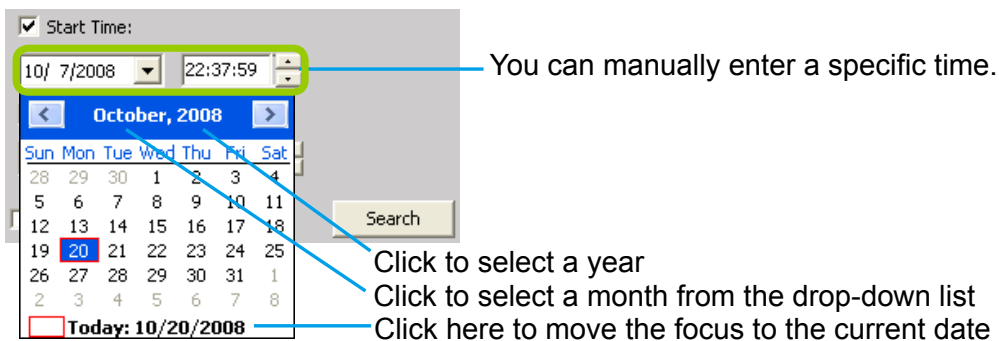 Start Time:
10/ 7/2008 22:37:59
You can manually enter a specific time.
October, 2008
Sun Mon Tue Wed Thu Fri Sat
28 29 30 1 2 3 4
5 6 7 8 9 10 11
12 13 14 15 16 17 18
Search
19 20 21 22 23 24 25
Click to select a year
26 27 28 29 30 31 1
Click to select a month from the drop-down list
2 3 4 5 6 7 8
Today: 10/20/2008
Click here to move the focus to the current date